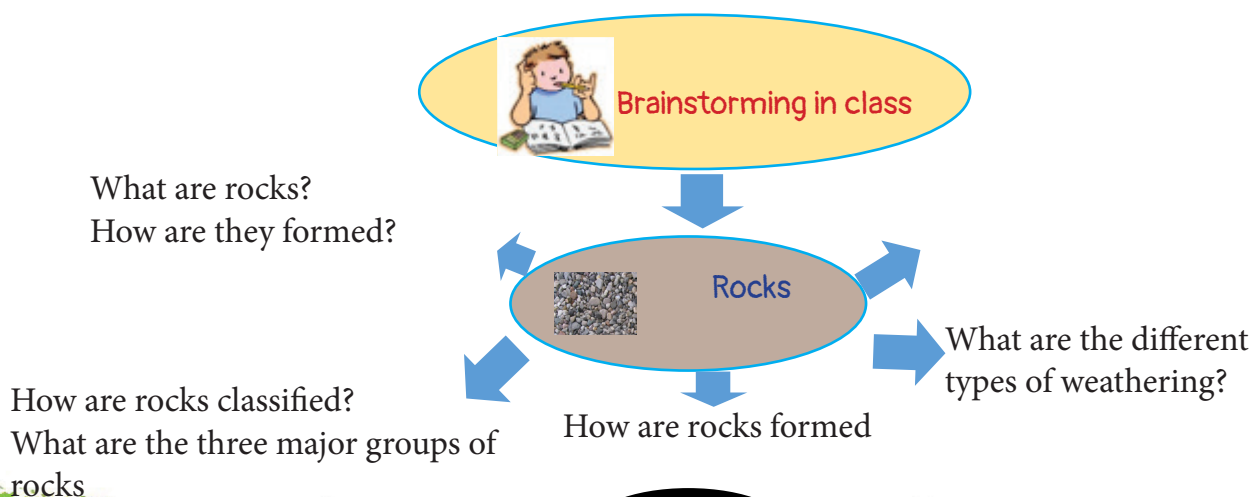 Brainstorming in class
What are rocks?
How are they formed?
Rocks
What are the different
types of weathering?
How are rocks classified?
What are the three major groups of
rocks
How are rocks formed